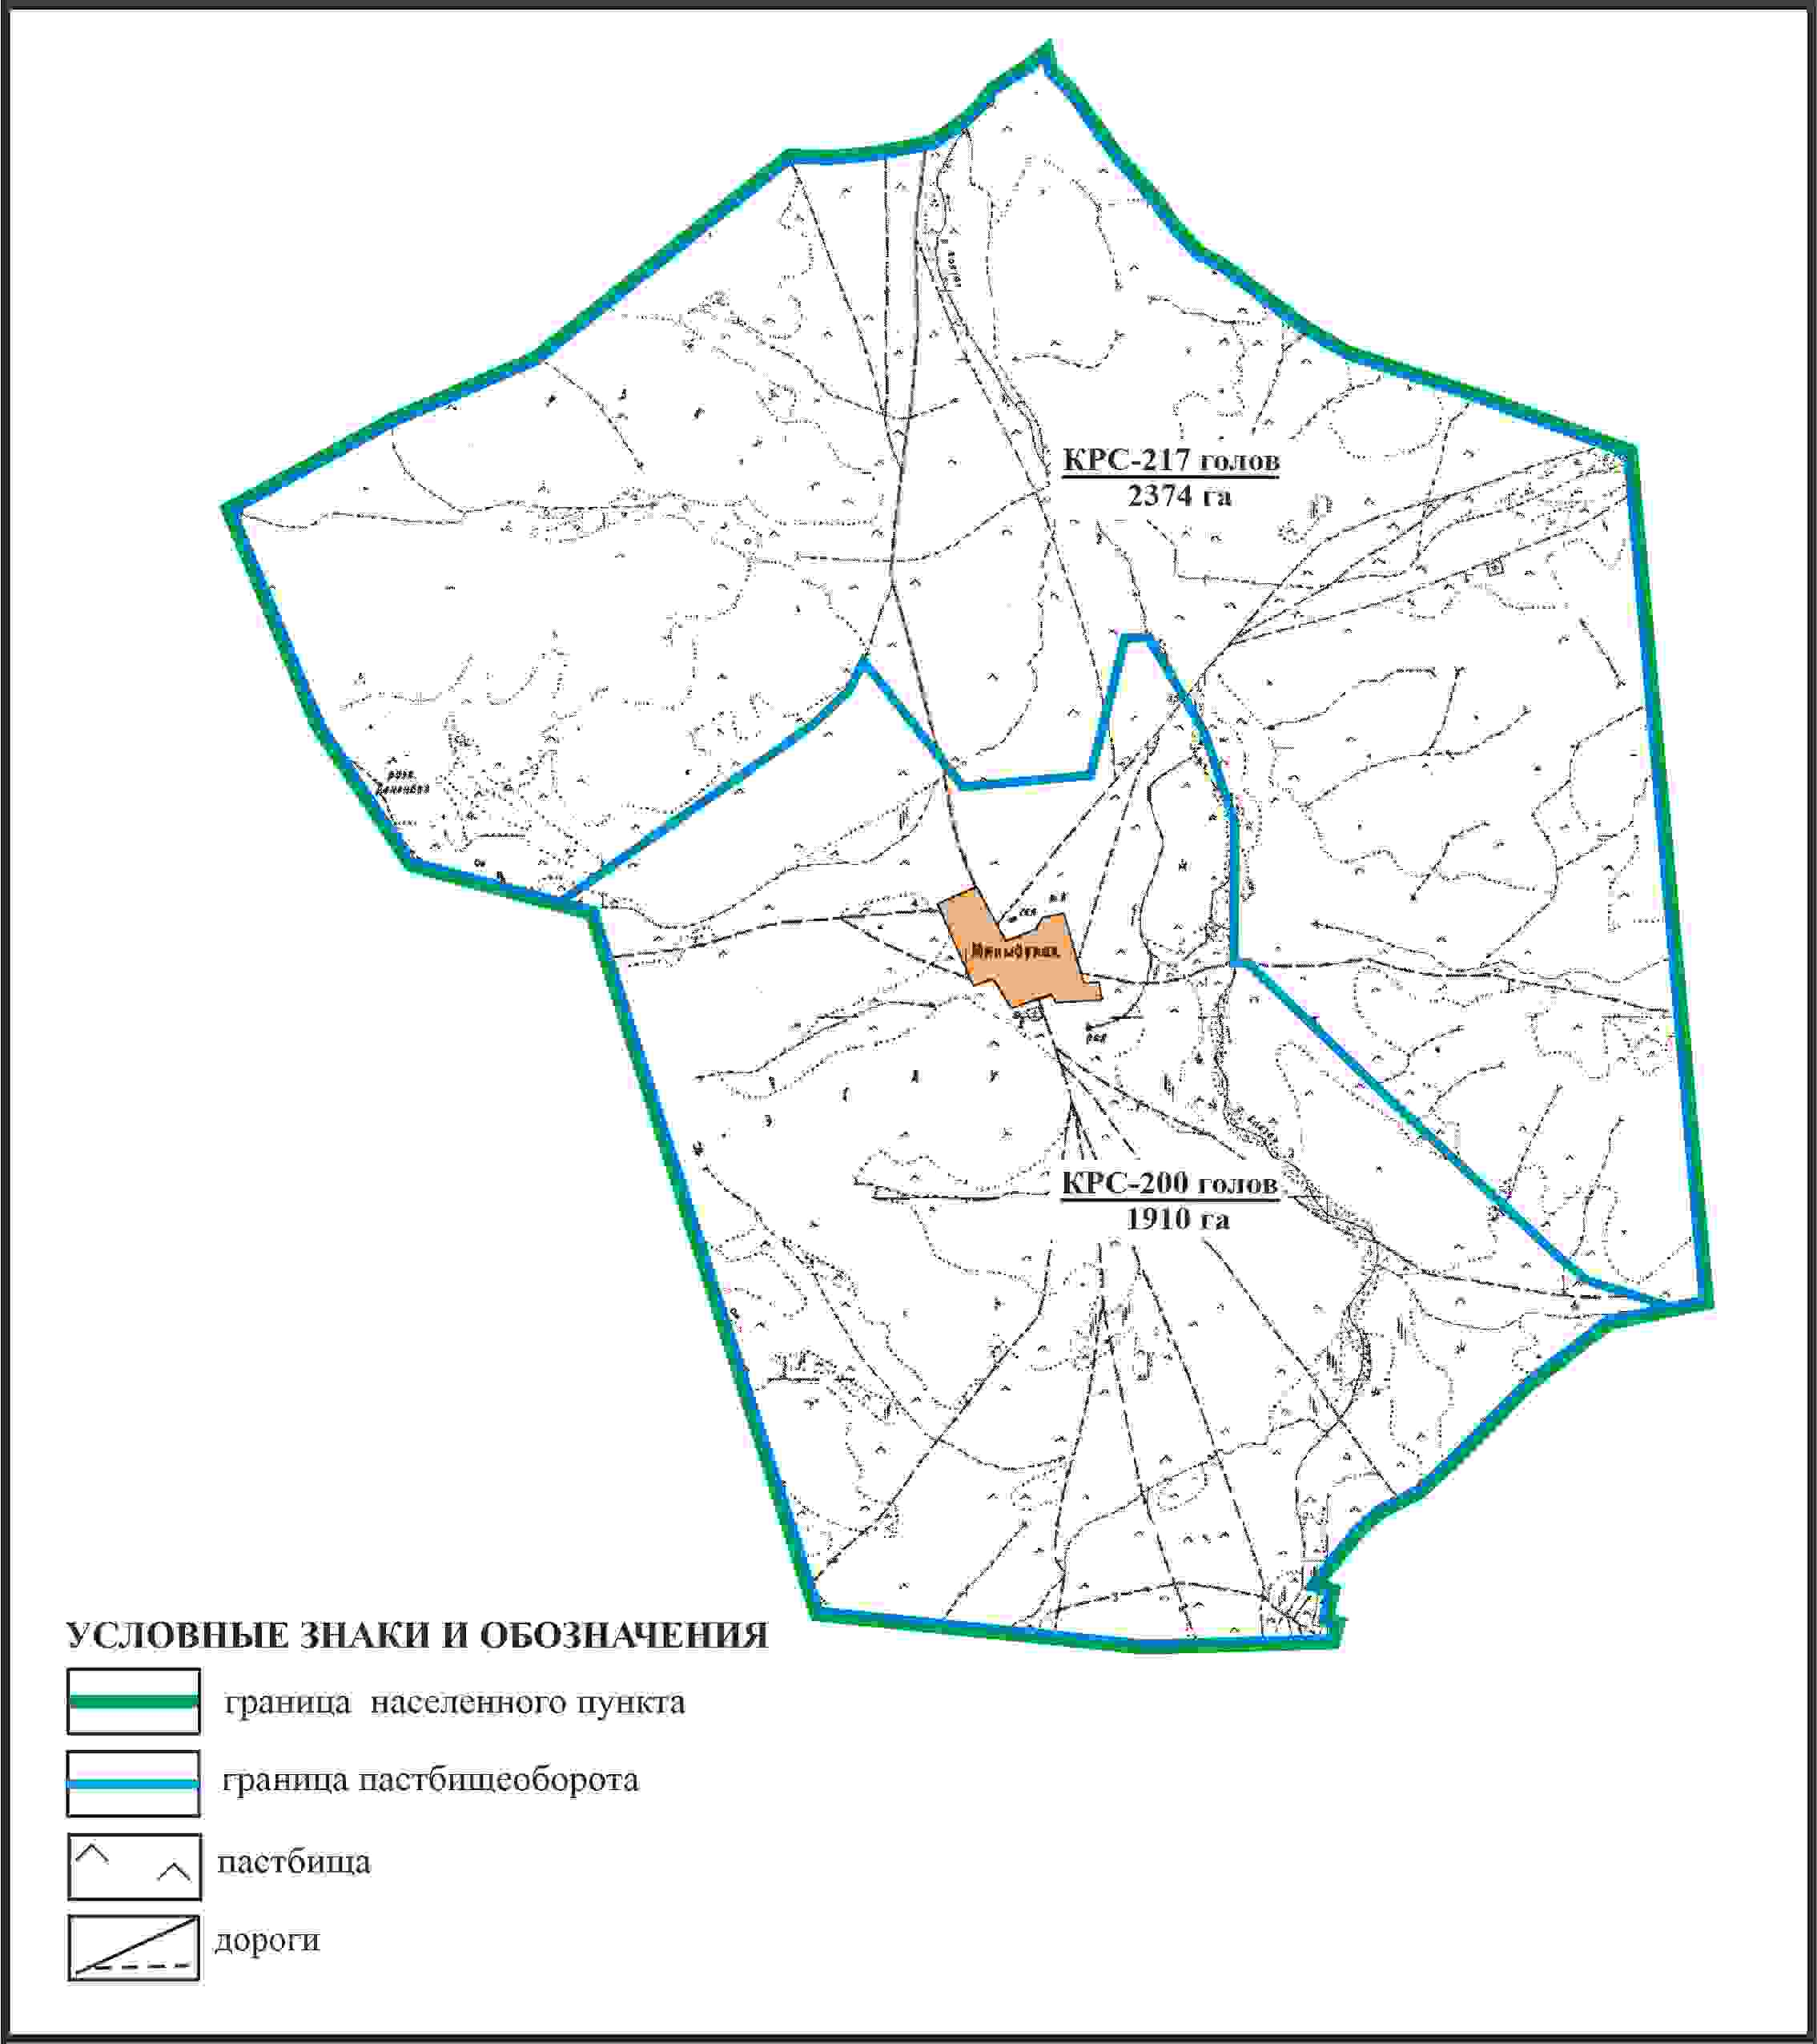 КРС-217 голов
2374 га
КРС-200 голов
1910 га
УСЛОВНЫЕ ЗНАКИ И ОБОЗНАЧЕНИЯ
граница населенного пункта
граница пастбищеоборота
пастбища
дороги